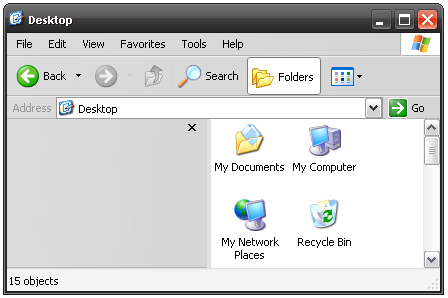 Desktop
File Edit View Favorites Tools Help
Back Search Folders
Address Desktop Go
My Documents My Computer
My Network
Places
Recycle Bin
15 objects